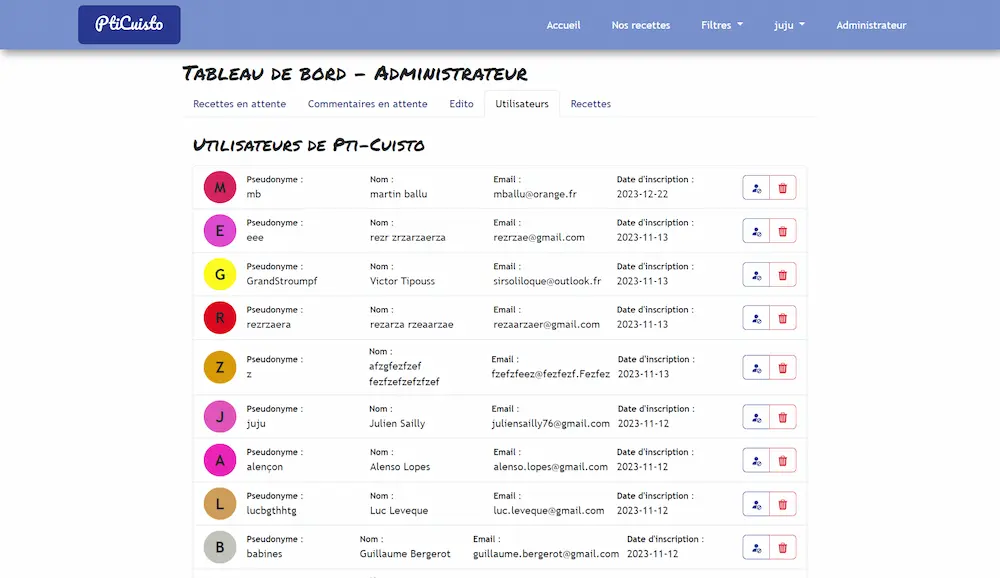 PtiCuisto
Accueil Nos recettes Filtres juju Administrateur
Tableau de bord - Administrateur
Recettes en attente Commentaires en attente Edito Utilisateurs Recettes
Utilisateurs de Pti-Cuisto
M Pseudonyme : Nom : Email : Date d'inscription :
mb martin ballu mballu@orange.fr 2023-12-22
E Pseudonyme : Nom : Email : Date d'inscription :
eee rezr zrzarzaerza rezrzae@gmail.com 2023-11-13
G Pseudonyme : Nom : Email : Date d'inscription :
GrandStroumpf Victor Tipouss sirsoliloque@outlook.fr 2023-11-13
R Pseudonyme : Nom : Email : Date d'inscription :
rezrzaera rezarza rzeaarzae rezaarzaer@gmail.com 2023-11-13
Z Pseudonyme : Nom : Email : Date d'inscription :
z afzgfezfzef fezfzefzefzfzef fzefzfeez@fezfezf.Fezfez 2023-11-13
J Pseudonyme : Nom : Email : Date d'inscription :
juju Julien Sailly juliensailly76@gmail.com 2023-11-12
A Pseudonyme : Nom : Email : Date d'inscription :
alençon Alenso Lopes alenso.lopes@gmail.com 2023-11-12
L Pseudonyme : Nom : Email : Date d'inscription :
lucbgthhtg Luc Leveque luc.leveque@gmail.com 2023-11-12
B Pseudonyme : Nom : Email : Date d'inscription :
babines Guillaume Bergerot guillaume.bergerot@gmail.com 2023-11-12